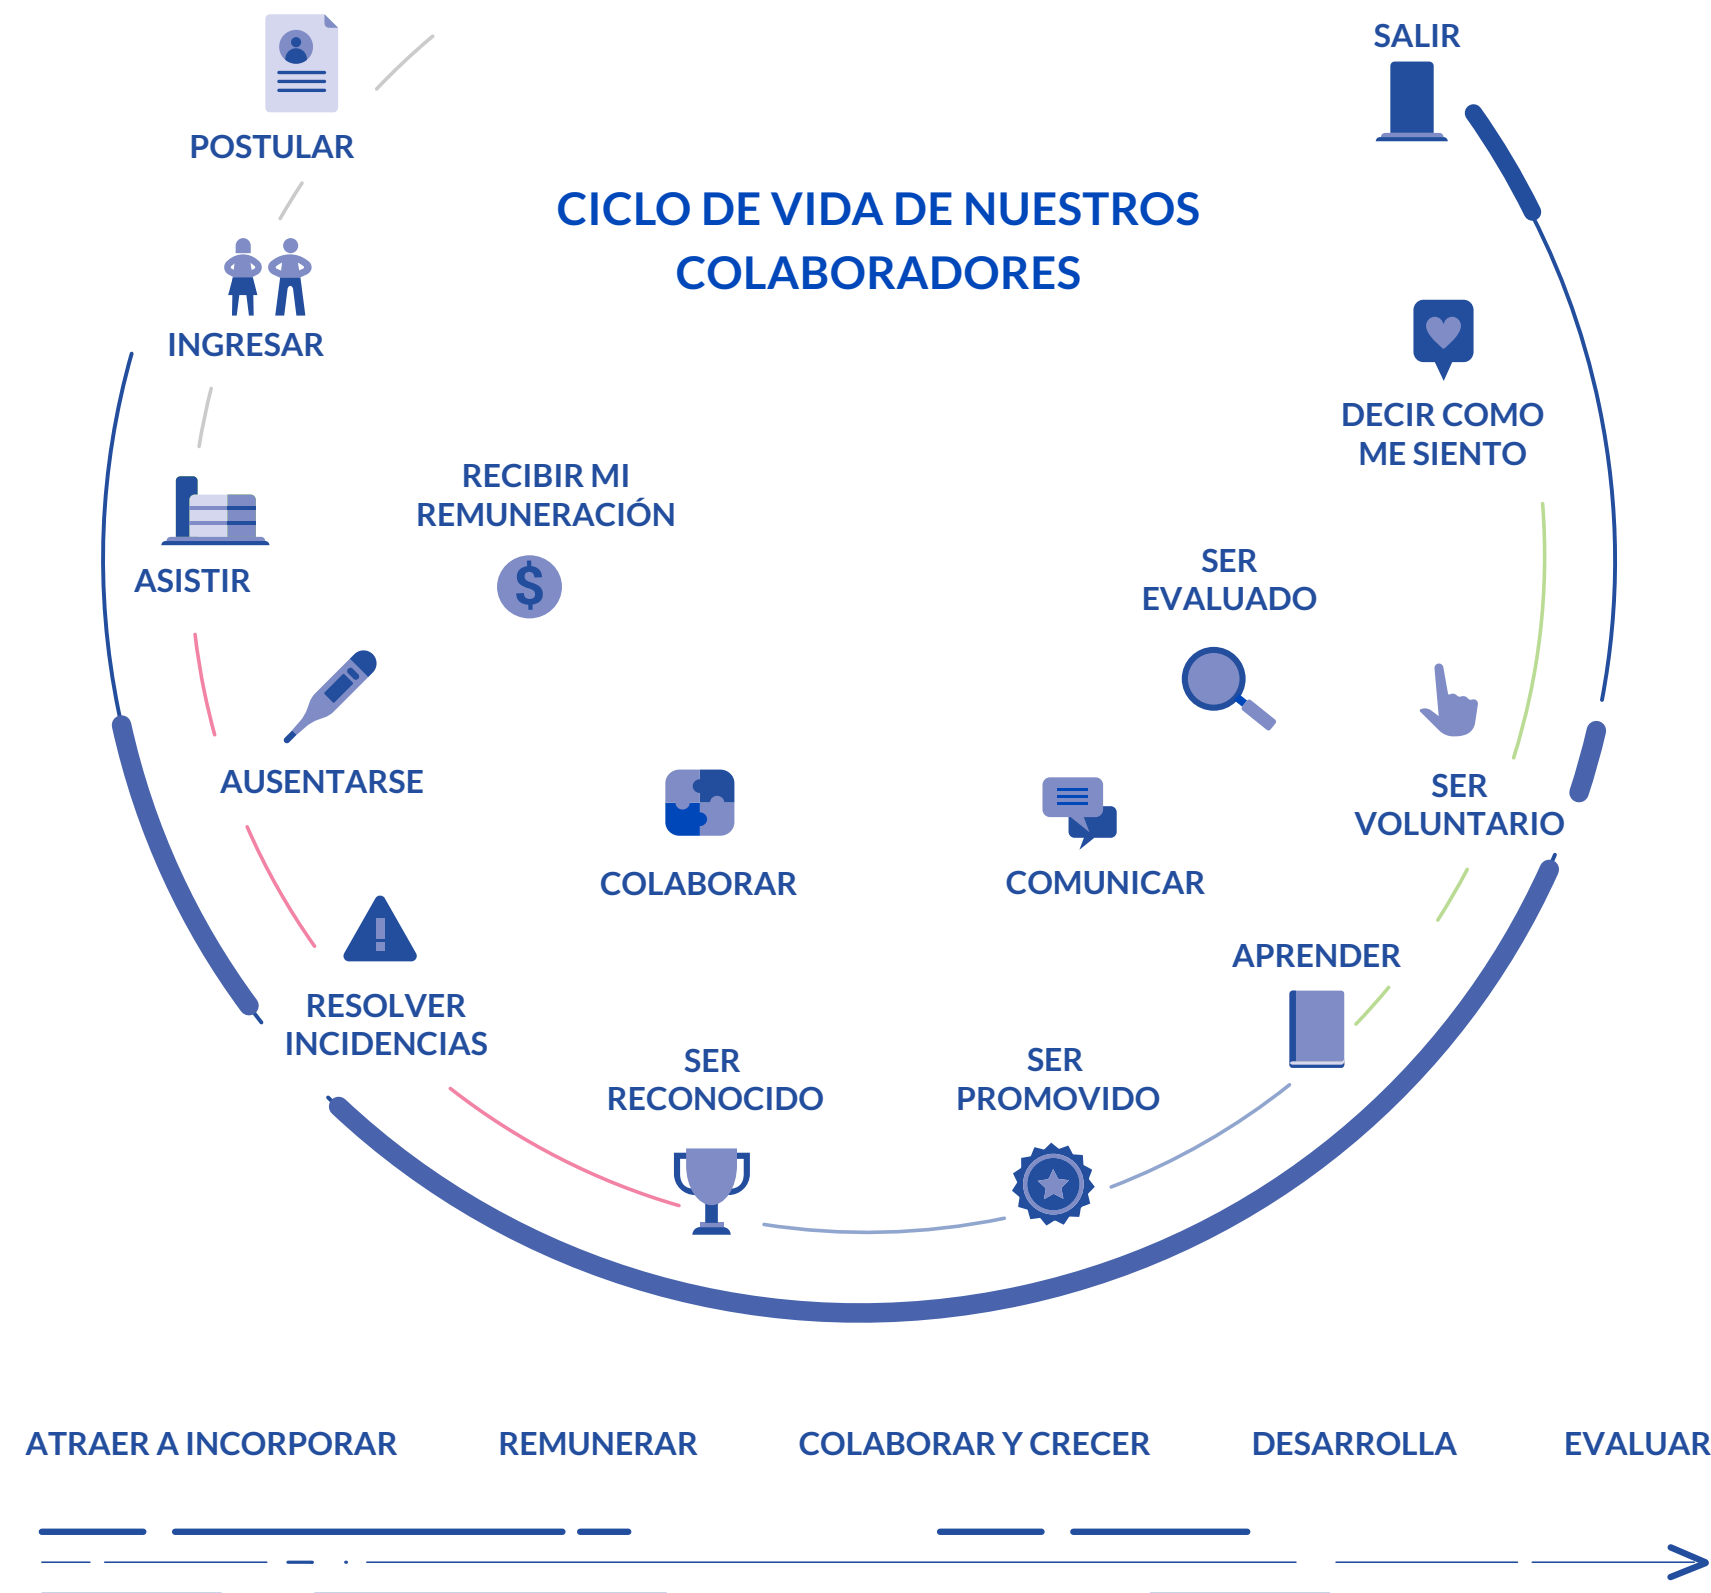 SALIR
POSTULAR
CICLO DE VIDA DE NUESTROS
COLABORADORES
INGRESAR
DECIR COMO
ME SIENTO
RECIBIR MI
REMUNERACIÓN
$
ASISTIR
SER
EVALUADO
AUSENTARSE
SER
VOLUNTARIO
COLABORAR
COMUNICAR
APRENDER
RESOLVER
INCIDENCIAS
SER
RECONOCIDO
SER
PROMOVIDO
ATRAER A INCORPORAR
REMUNERAR
COLABORAR Y CRECER
DESARROLLA
EVALUAR